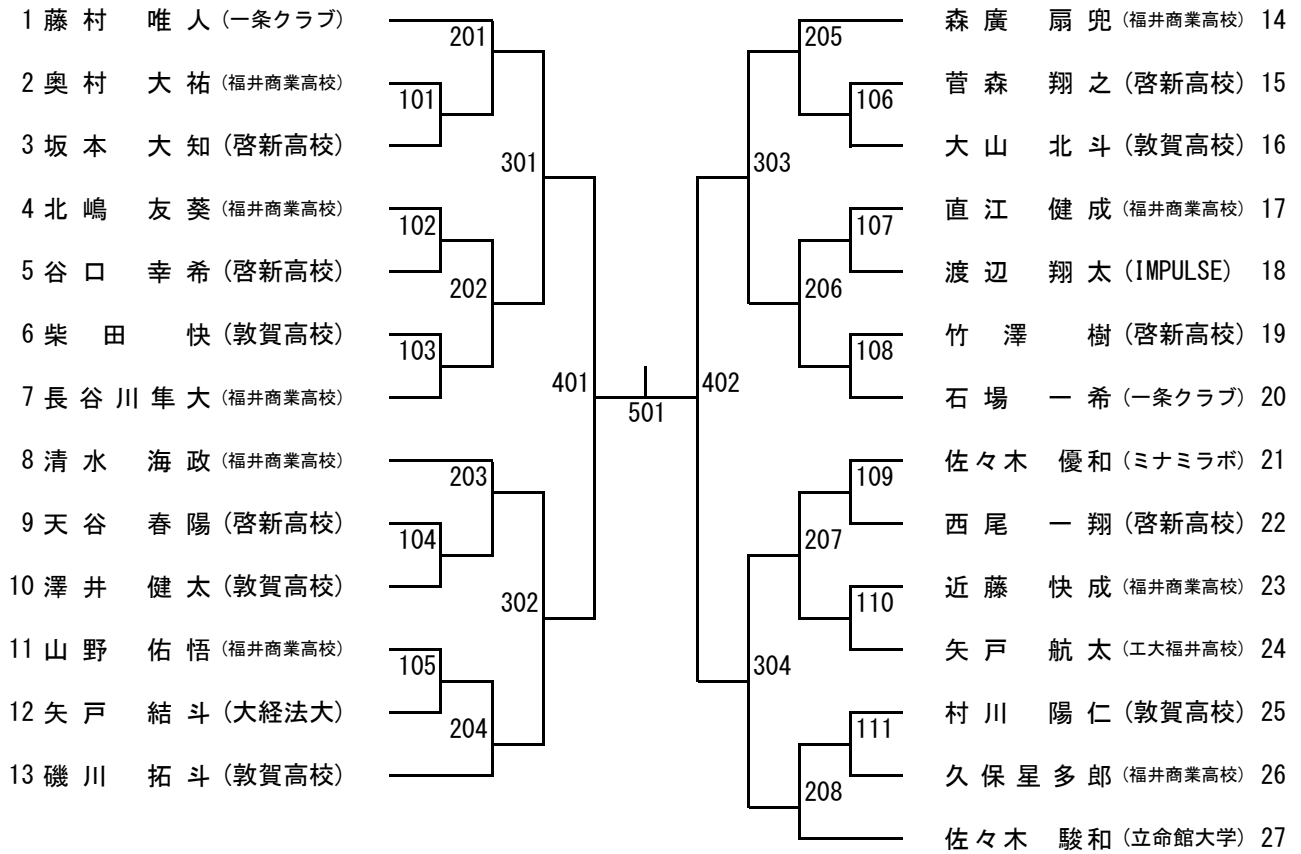 1 藤村 唯人 (一条クラブ)
2 奥村 大祐 (福井商業高校)
3 坂本 大知 (啓新高校)
4 北嶋 友葵 (福井商業高校)
5 谷口 幸希 (啓新高校)
6 柴田 快 (敦賀高校)
7 長谷川隼大 (福井商業高校)
8 清水 海政 (福井商業高校)
9 天谷 春陽 (啓新高校)
10 澤井 健太 (敦賀高校)
11 山野 佑悟 (福井商業高校)
12 矢戸 結斗 (大経法大)
13 磯川 拓斗 (敦賀高校)
201
101
301
102
202
103
401
203
104
302
105
204
501
402
205
106
303
107
206
108
109
207
110
304
111
208
森廣 扇兜 (福井商業高校) 14
菅森 翔之 (啓新高校) 15
大山 北斗 (敦賀高校) 16
直江 健成 (福井商業高校) 17
渡辺 翔太 (IMPULSE) 18
竹澤 樹 (啓新高校) 19
石場 一希 (一条クラブ) 20
佐々木 優和 (ミナミラボ) 21
西尾 一翔 (啓新高校) 22
近藤 快成 (福井商業高校) 23
矢戸 航太 (工大福井高校) 24
村川 陽仁 (敦賀高校) 25
久保星多郎 (福井商業高校) 26
佐々木 駿和 (立命館大学) 27